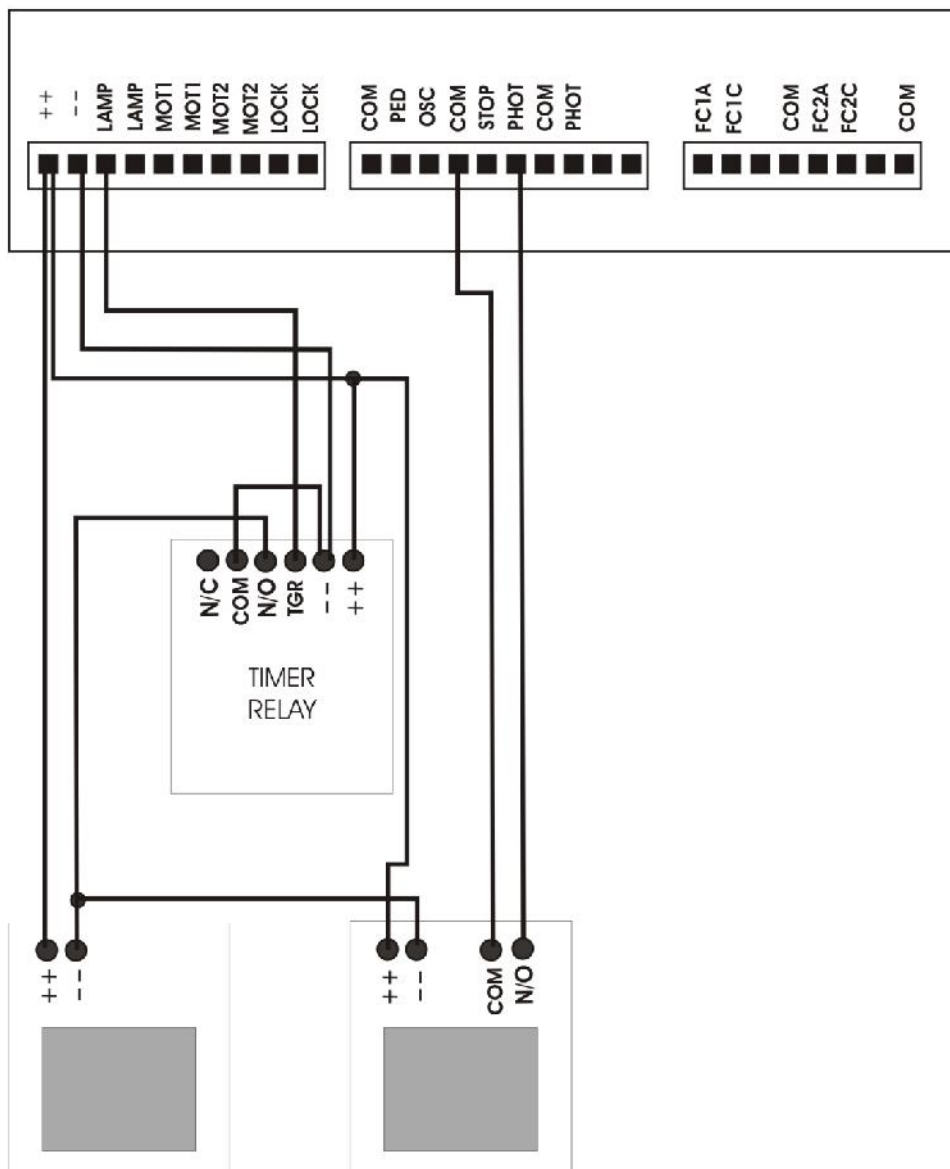 ++
--
LAMP
LAMP
MOT1
MOT1
MOT2
MOT2
LOCK
LOCK
COM
PED
OSC
COM
STOP
PHOT
COM
PHOT
FC1A
FC1C
COM
FC2A
FC2C
COM
N/C
COM
N/O
TGR
--
++
TIMER
RELAY
++
--
++
--
COM
N/O